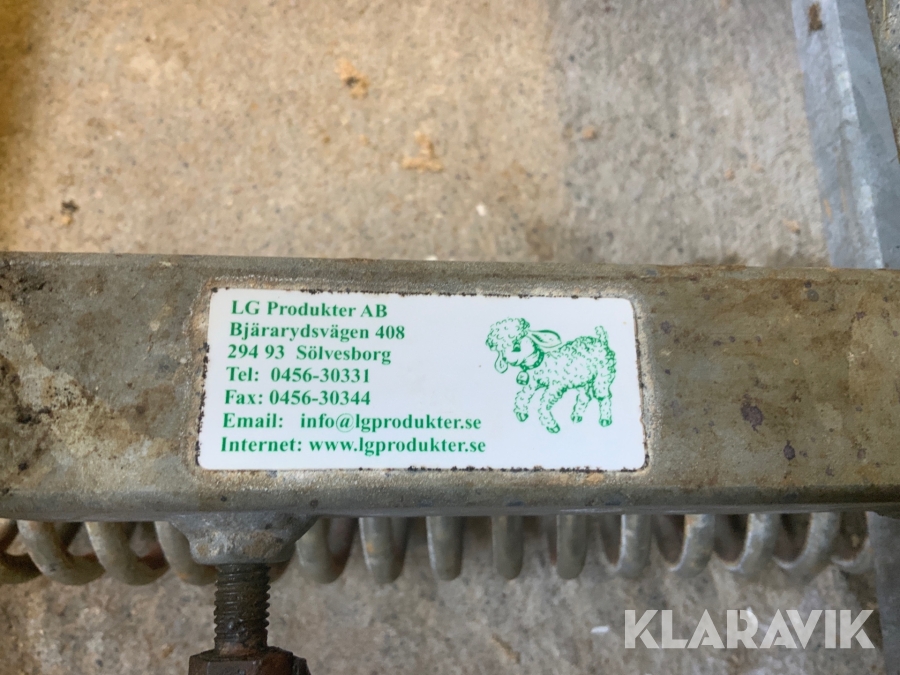 LG Produkter AB
Bjärarydsvägen 408
294 93 Sölvesborg
Tel: 0456-30331
Fax: 0456-30344
Email: info@lgprodukter.se
Internet: www.lgprodukter.se
KLARAVIK